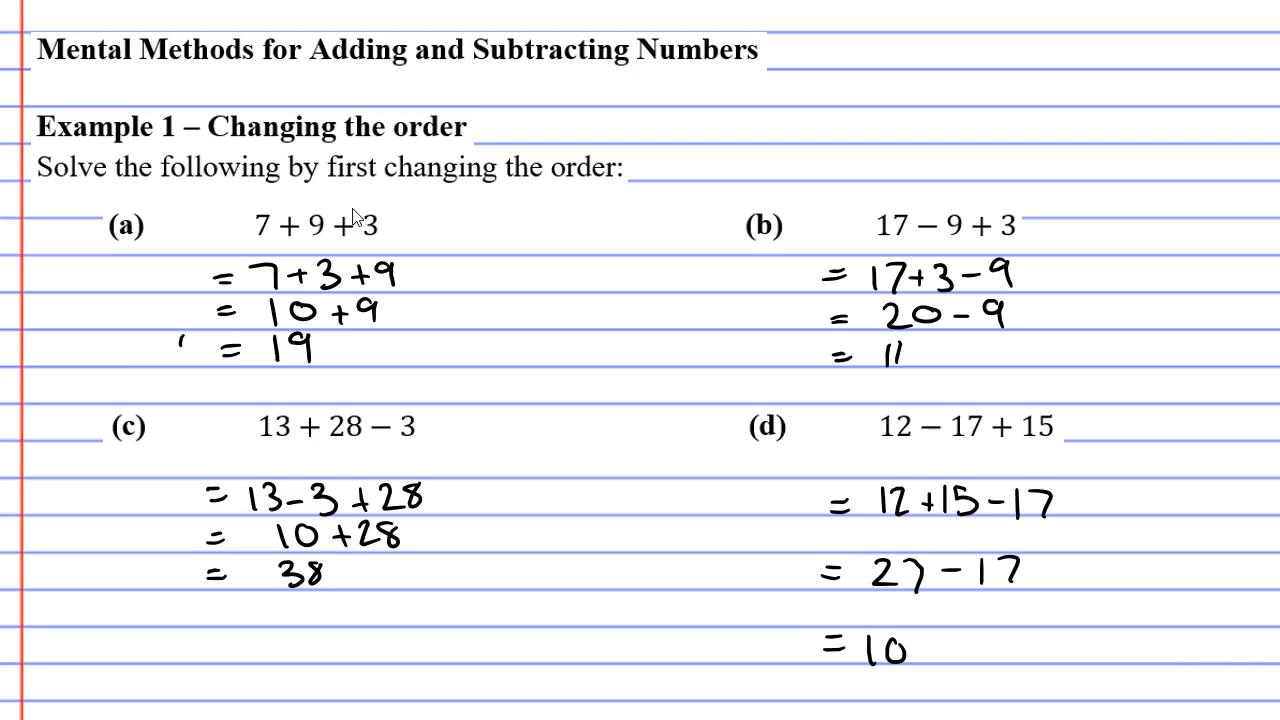 Mental Methods for Adding and Subtracting Numbers
Example 1 – Changing the order
Solve the following by first changing the order:
(a) 7 + 9 + 3
= 7 + 3 + 9
= 10 + 9
= 19
(b) 17 − 9 + 3
= 17 + 3 − 9
= 20 − 9
= 11
(c) 13 + 28 − 3
= 13 − 3 + 28
= 10 + 28
= 38
(d) 12 − 17 + 15
= 12 + 15 − 17
= 27 − 17
= 10